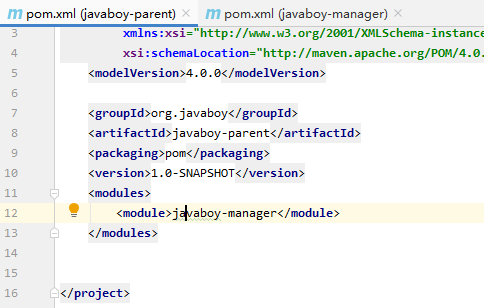 pom.xml (javaboy-parent) × pom.xml (javaboy-manager) ×
3 xmlns:xsi="http://www.w3.org/2001/XMLSchema-instance
4 xsi:schemaLocation="http://maven.apache.org/POM/4.0.
5 <modelVersion>4.0.0</modelVersion>
6
7 <groupId>org.javaboy</groupId>
8 <artifactId>javaboy-parent</artifactId>
9 <packaging>pom</packaging>
10 <version>1.0-SNAPSHOT</version>
11 <modules>
12 <module>javaboy-manager</module>
13 </modules>
14
15
16 </project>